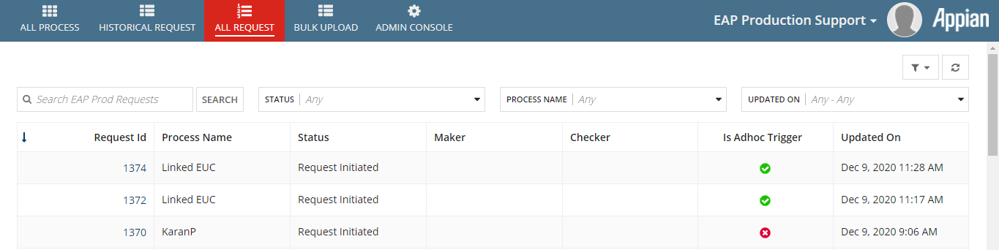 ALL PROCESS HISTORICAL REQUEST ALL REQUEST BULK UPLOAD ADMIN CONSOLE EAP Production Support Appian
Search EAP Prod Requests SEARCH STATUS Any PROCESS NAME Any UPDATED ON Any - Any
Request Id Process Name Status Maker Checker Is Adhoc Trigger Updated On
1374 Linked EUC Request Initiated Dec 9, 2020 11:28 AM
1372 Linked EUC Request Initiated Dec 9, 2020 11:17 AM
1370 KaranP Request Initiated Dec 9, 2020 9:06 AM